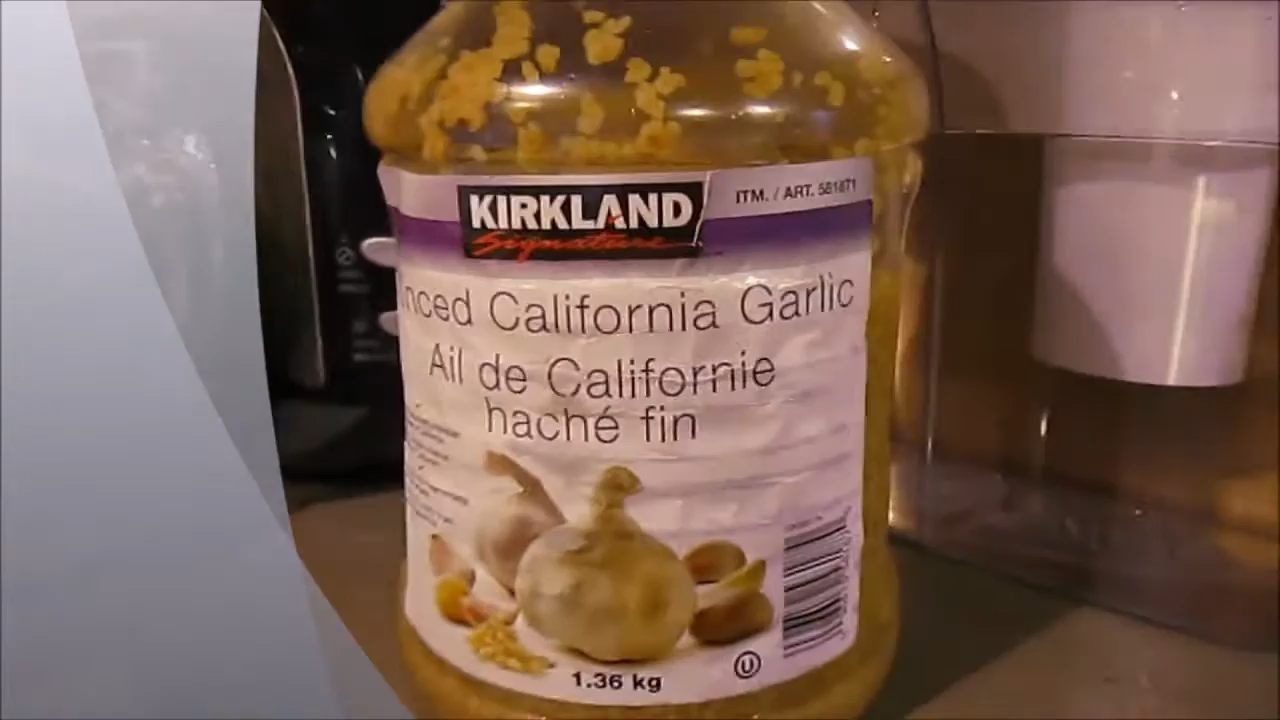 KIRKLAND
Signature
ITM. / ART. 581871
nced California Garlic
Ail de Californie
haché fin
1.36 kg
U